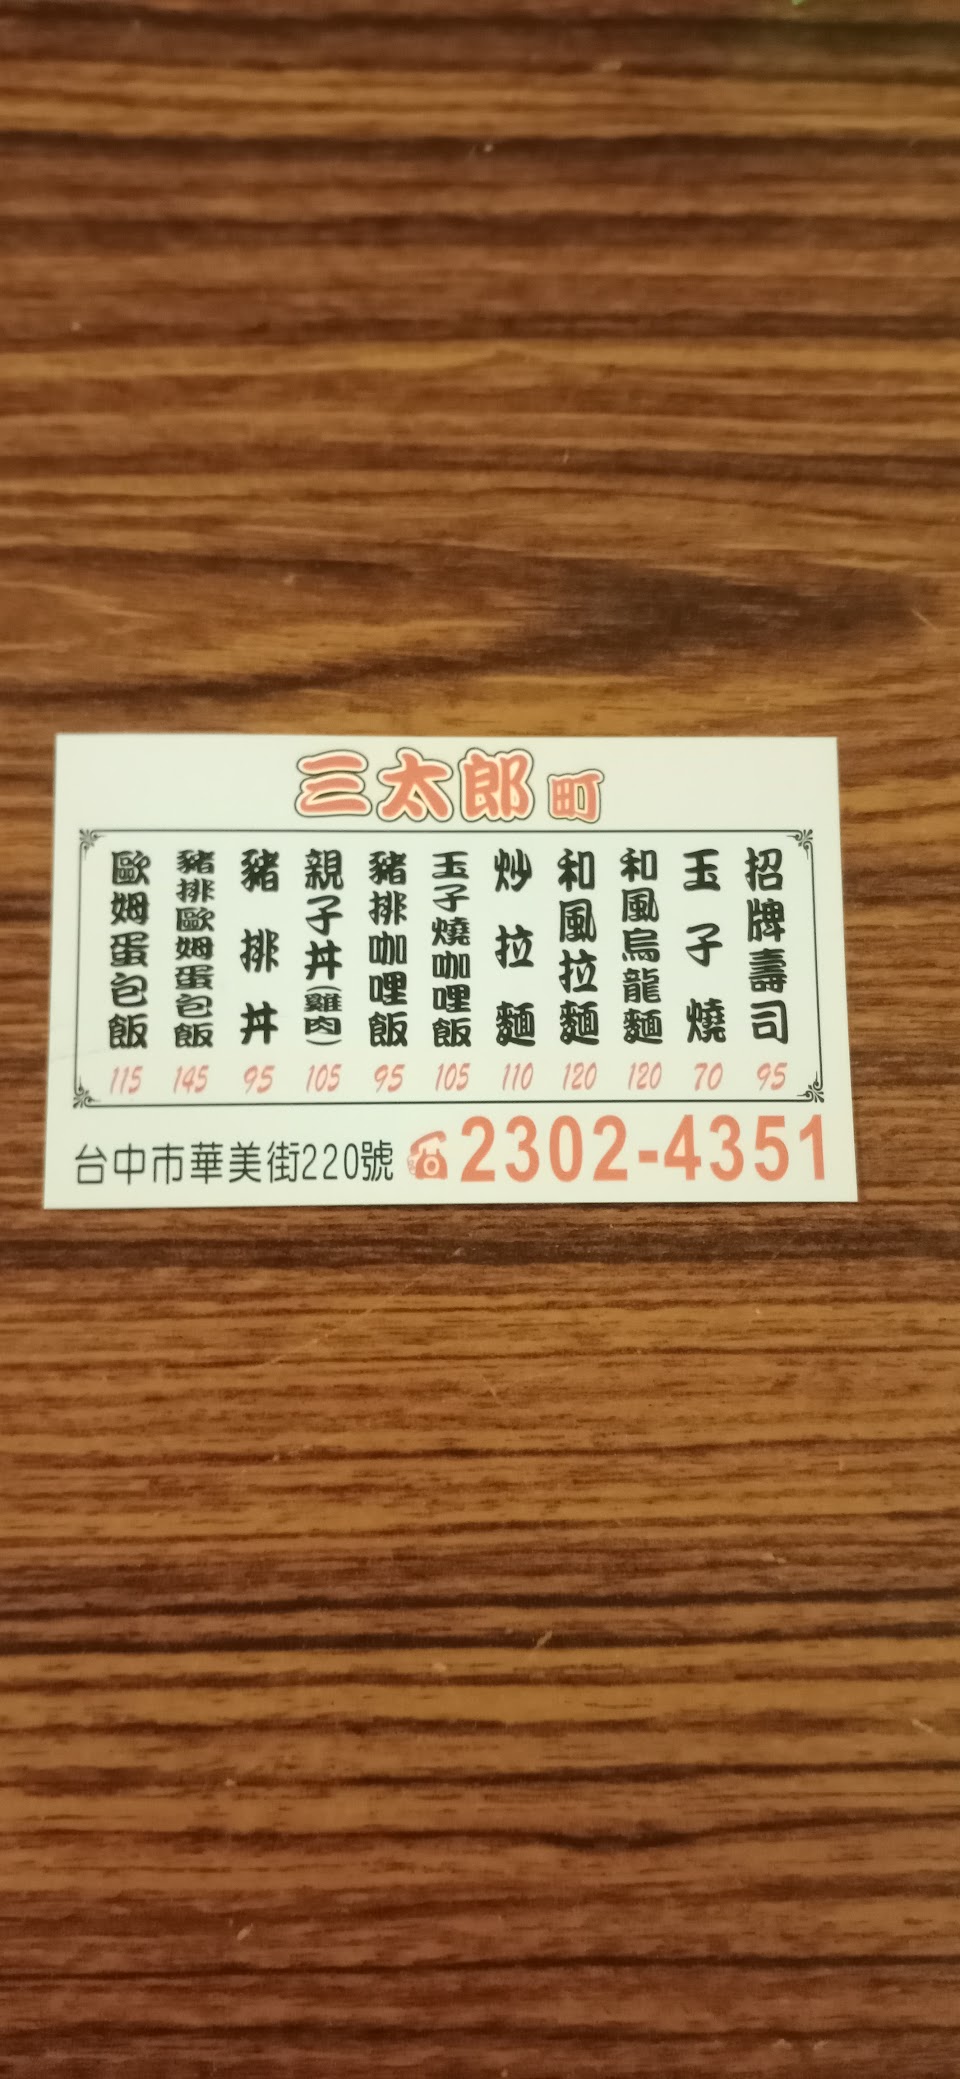 三太郎町
招牌壽司 95
玉子燒 70
和風烏龍麵 120
和風拉麵 120
炒拉麵 110
玉子燒咖哩飯 105
豬排咖哩飯 95
親子丼(雞肉) 105
豬排丼 95
豬排歐姆蛋包飯 145
歐姆蛋包飯 115
台中市華美街220號 2302-4351